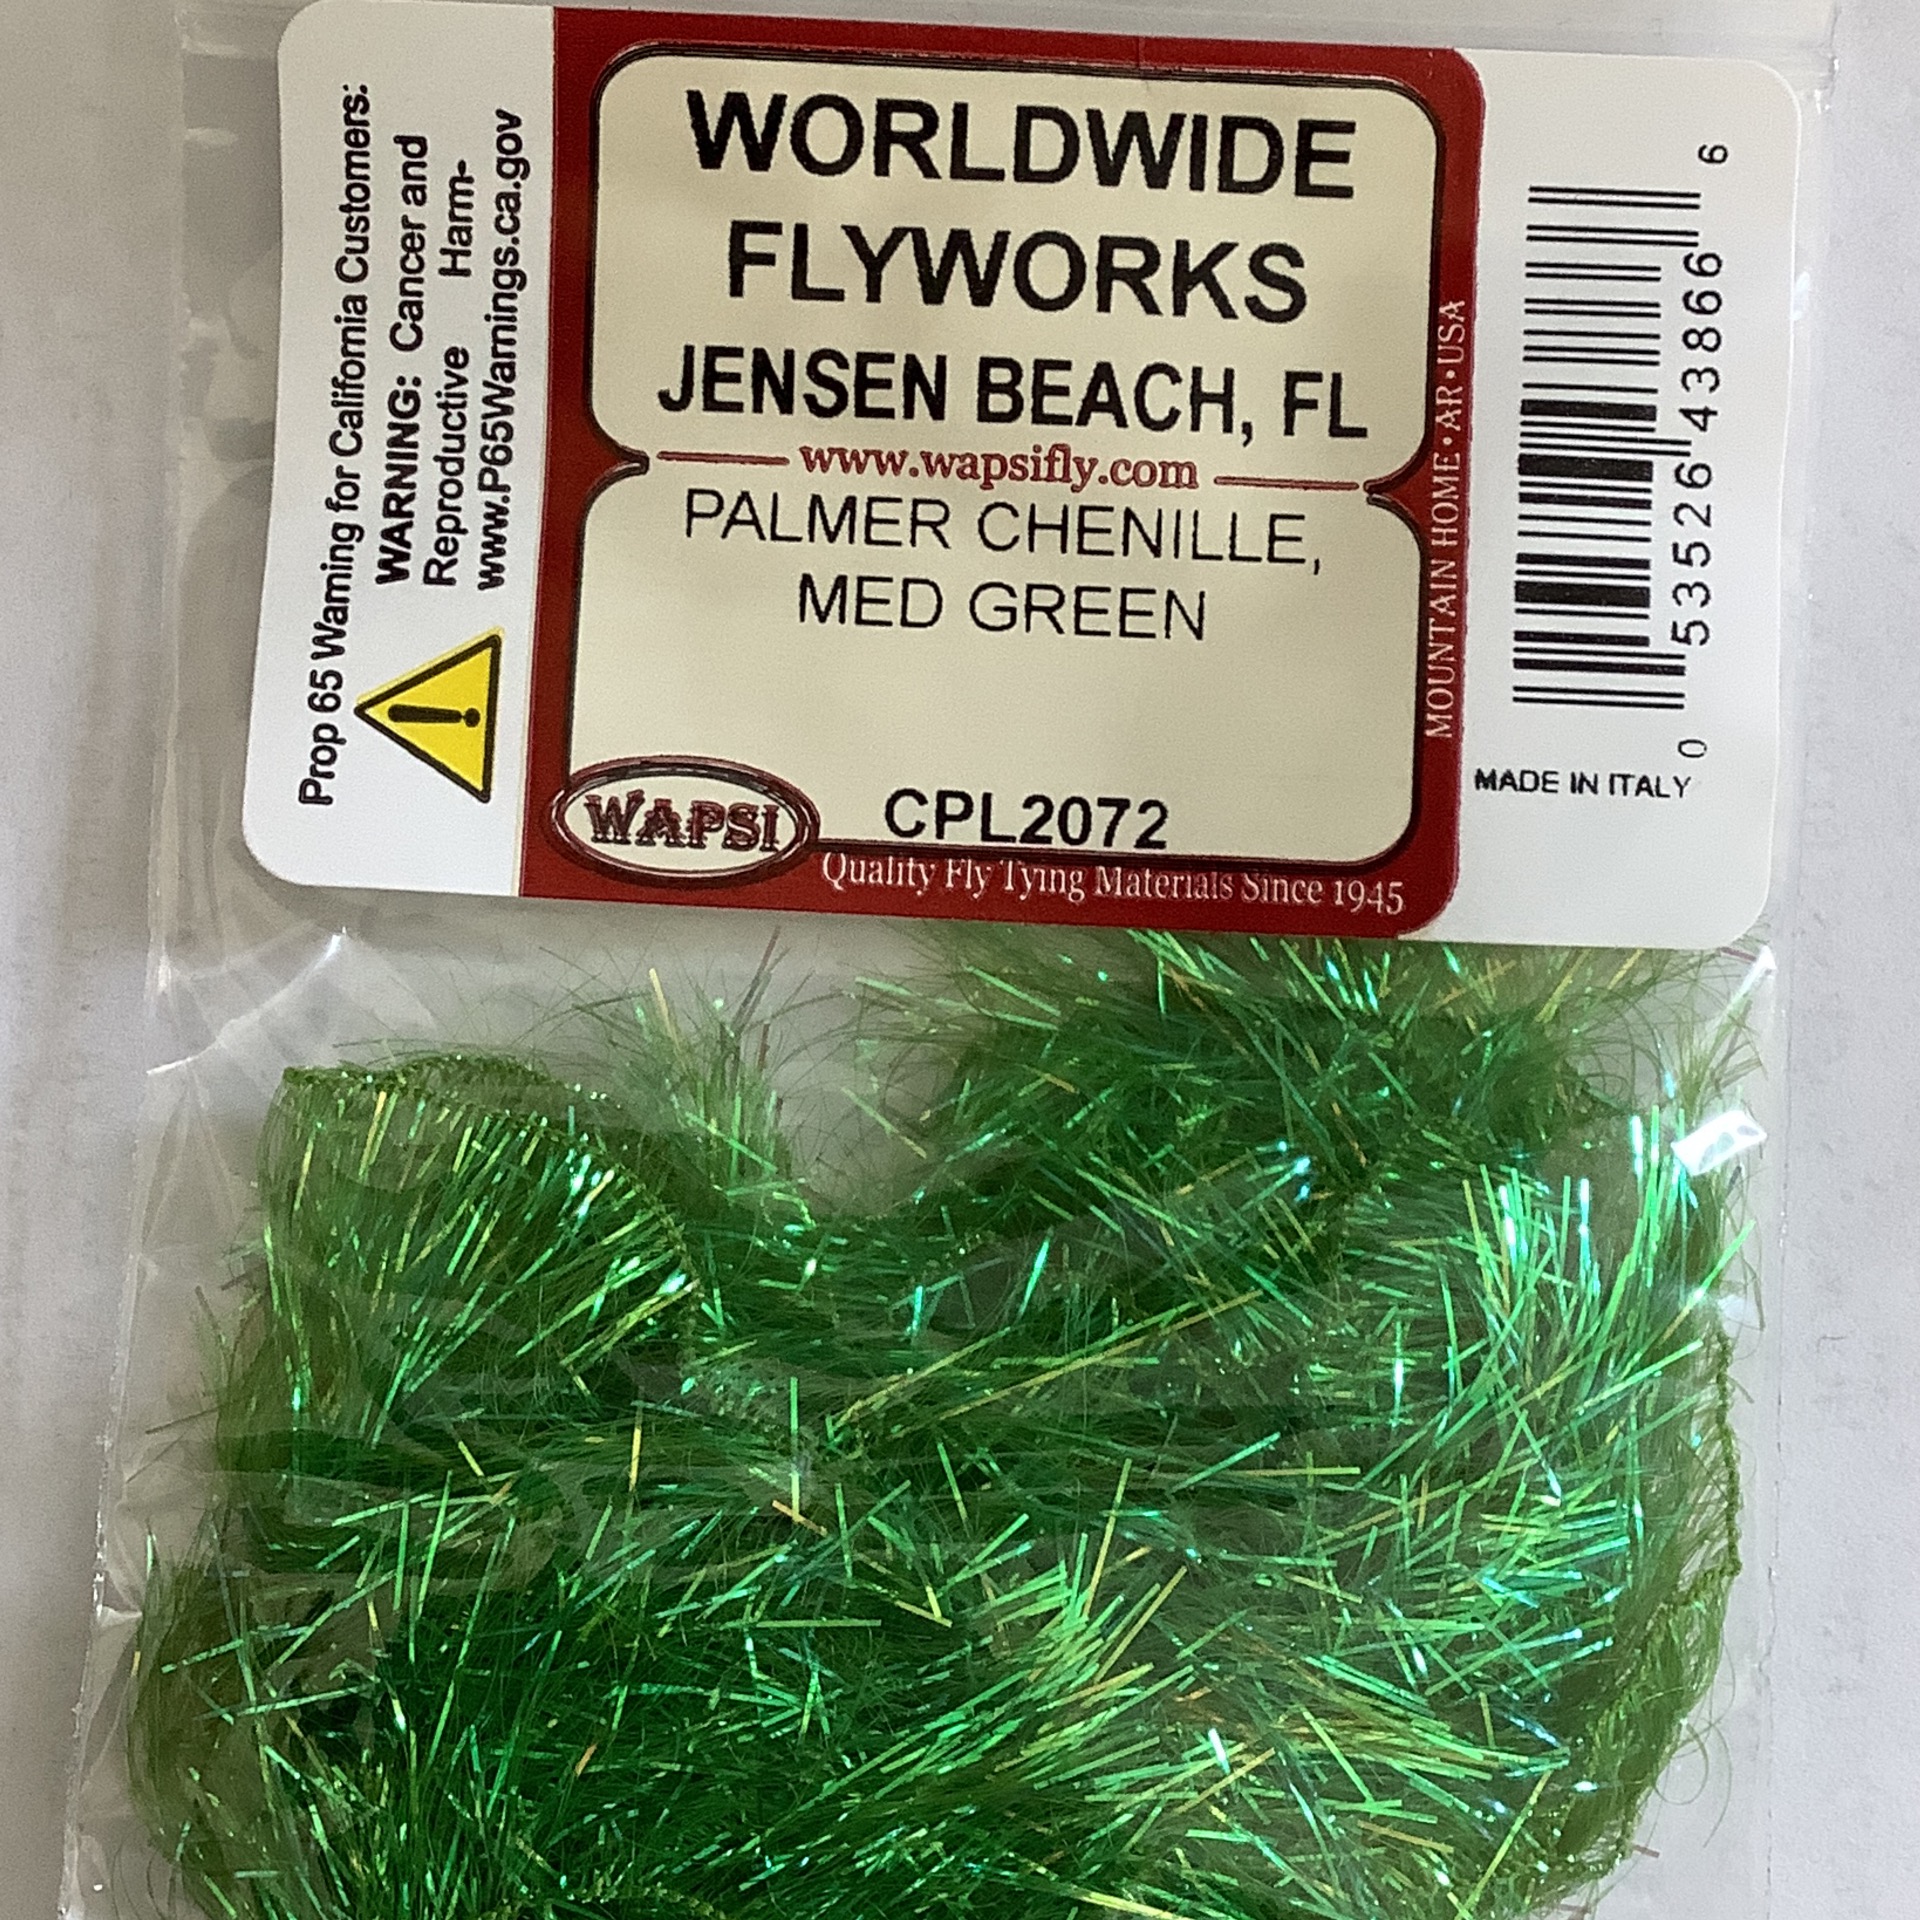 Prop 65 Warning for California Customers:
WARNING: Cancer and
Reproductive Harm-
www.P65Warnings.ca.gov
WORLDWIDE
FLYWORKS
JENSEN BEACH, FL
www.wapsifly.com
PALMER CHENILLE,
MED GREEN
WAPSI
CPL2072
Quality Fly Tying Materials Since 1945
MOUNTAIN HOME • AR • USA
0 53526 43866 6
MADE IN ITALY